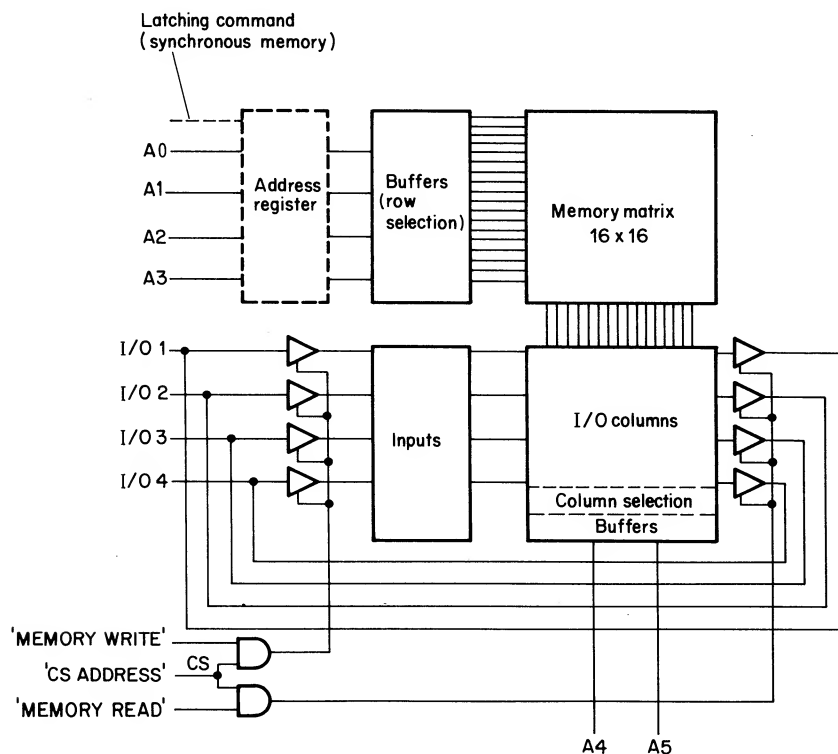 Latching command
(synchronous memory)
A0
A1
A2
A3
Address
register
Buffers
(row
selection)
Memory matrix
16 x 16
I/O 1
I/O 2
I/O 3
I/O 4
Inputs
I/O columns
Column selection
Buffers
'MEMORY WRITE'
'CS ADDRESS'
CS
'MEMORY READ'
A4
A5